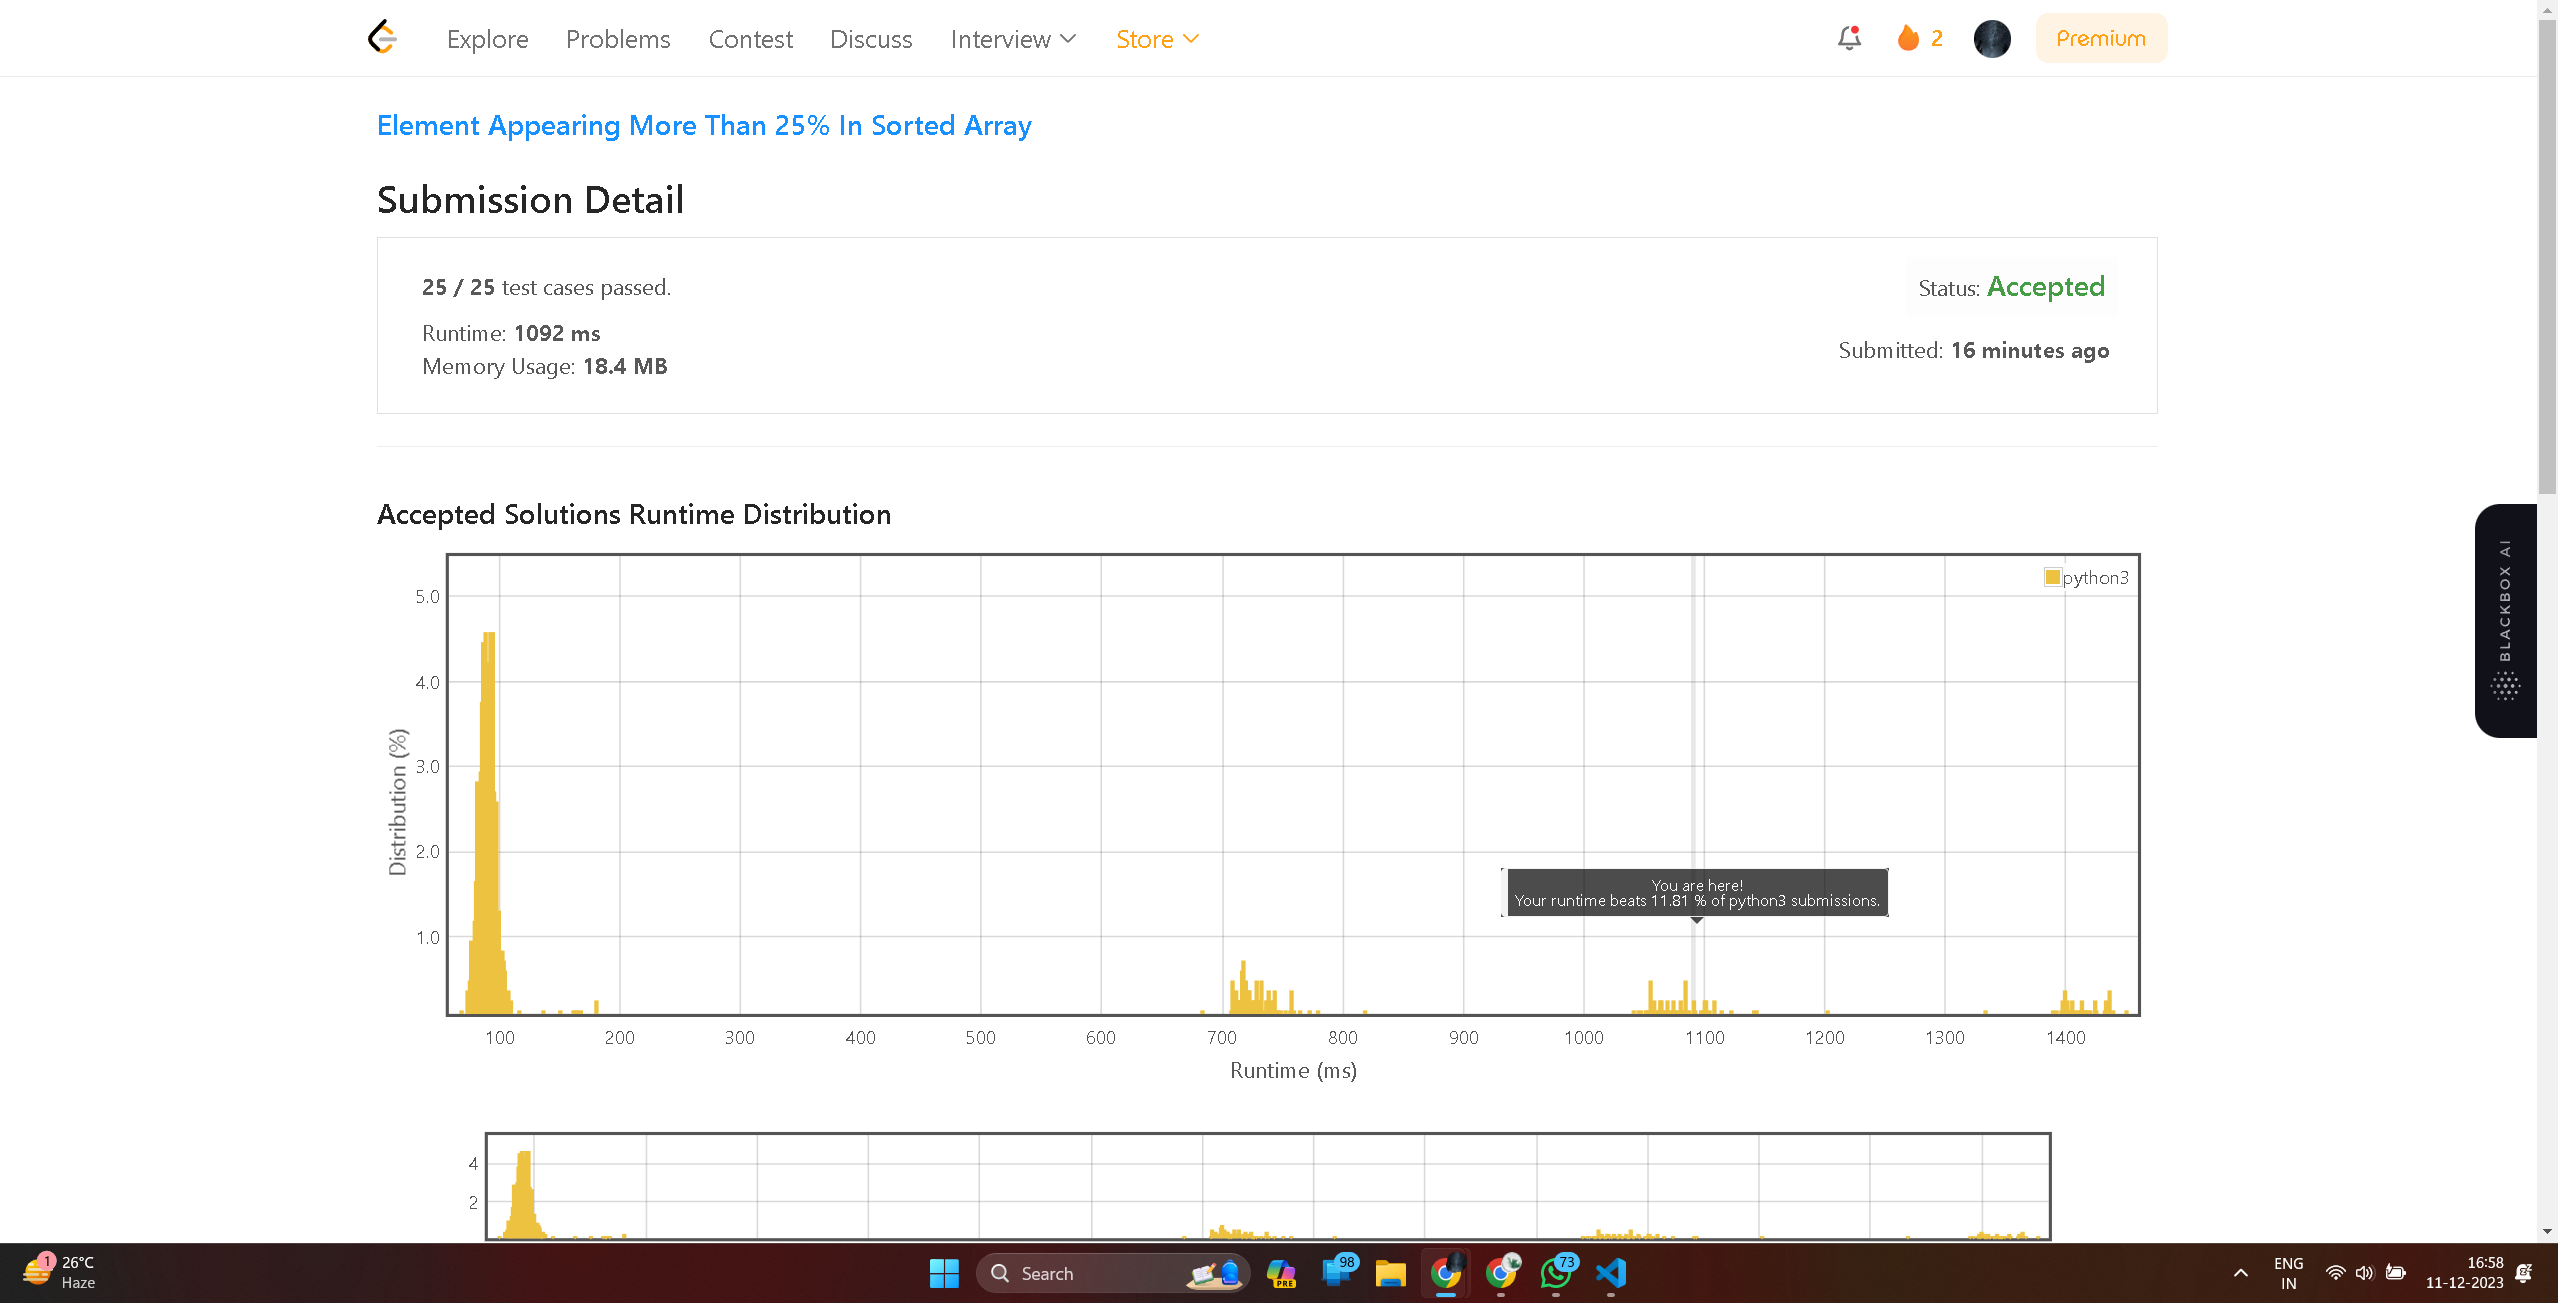 Explore Problems Contest Discuss Interview Store 2 Premium
Element Appearing More Than 25% In Sorted Array
Submission Detail
25 / 25 test cases passed.
Status: Accepted
Runtime: 1092 ms
Submitted: 16 minutes ago
Memory Usage: 18.4 MB
Accepted Solutions Runtime Distribution
python3
5.0
4.0
3.0
2.0
1.0
Distribution (%)
You are here!
Your runtime beats 11.81 % of python3 submissions.
100 200 300 400 500 600 700 800 900 1000 1100 1200 1300 1400
Runtime (ms)
4
2
BLACKBOX AI
1
26°C
Haze
Search
PRE
98
73
ENG
IN
16:58
11-12-2023